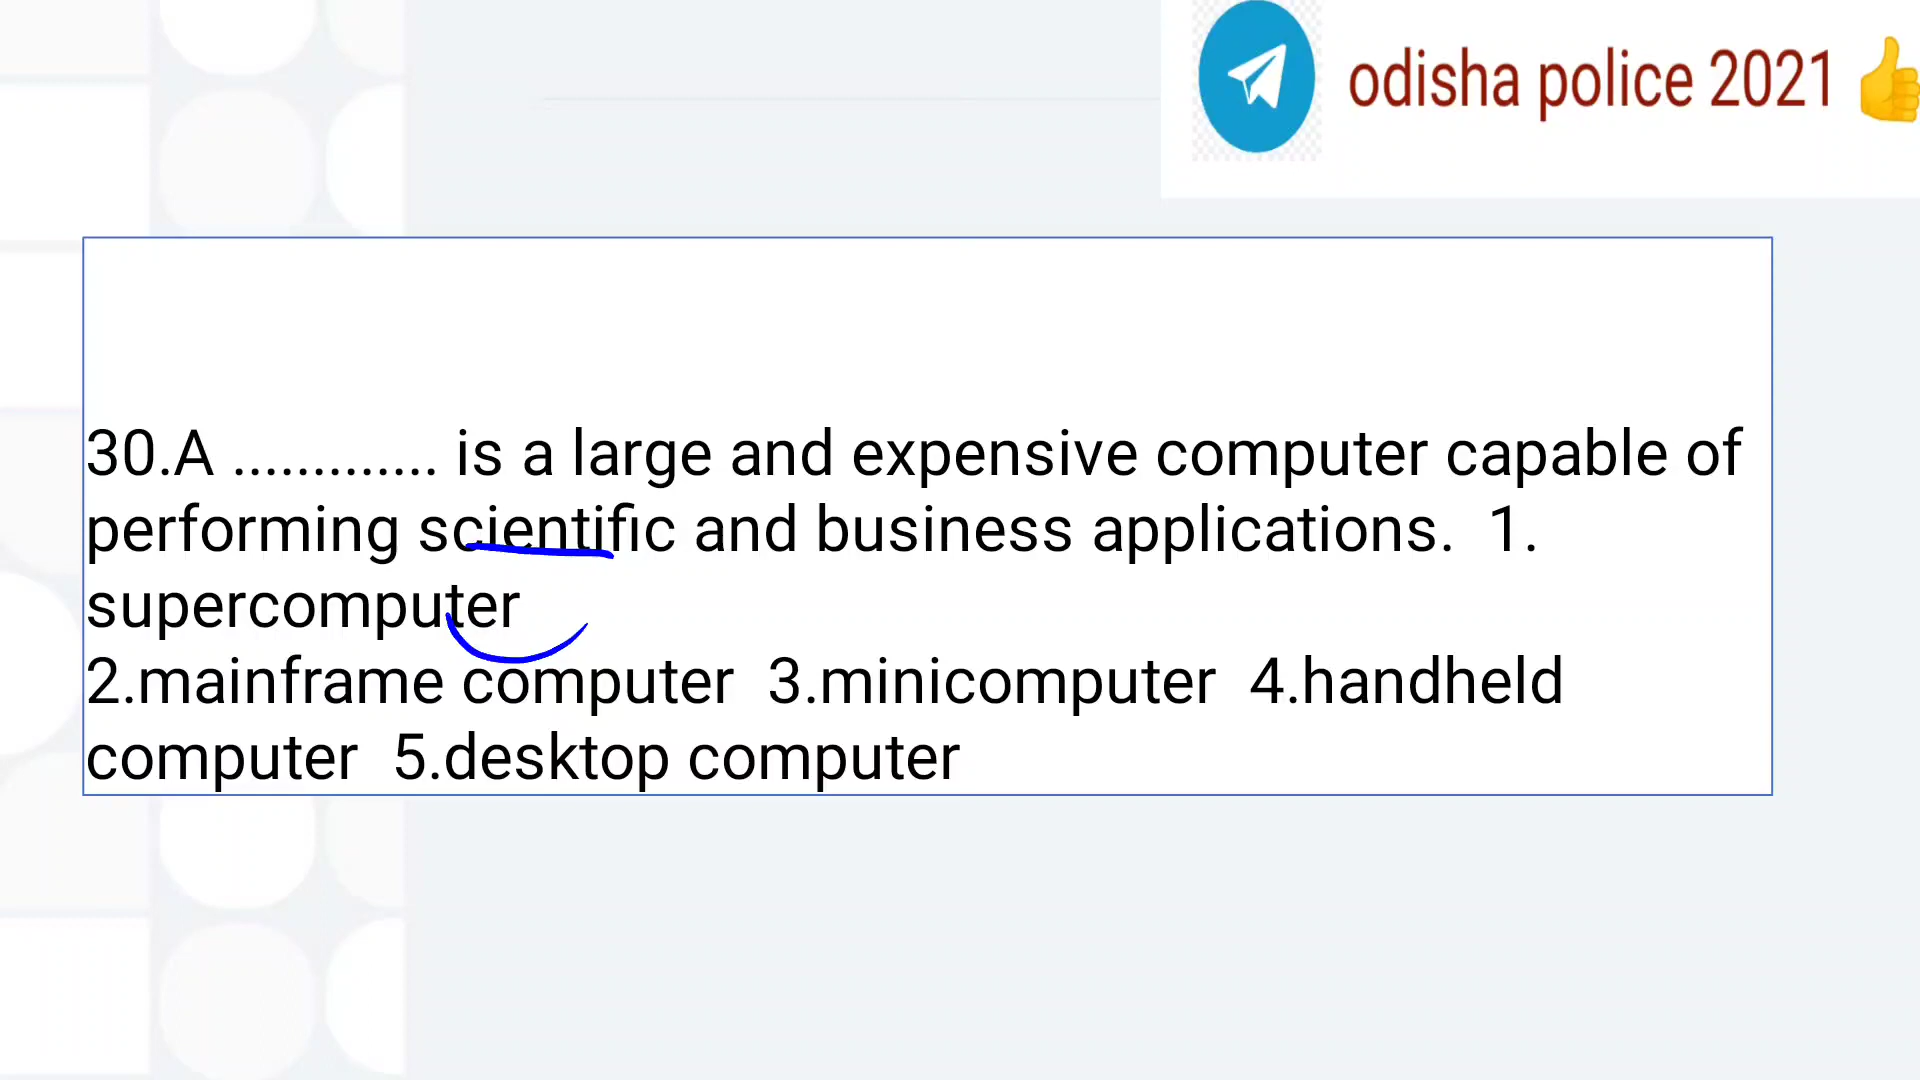 odisha police 2021 👍
30.A ............. is a large and expensive computer capable of
performing scientific and business applications.  1.
supercomputer
2.mainframe computer  3.minicomputer  4.handheld
computer  5.desktop computer